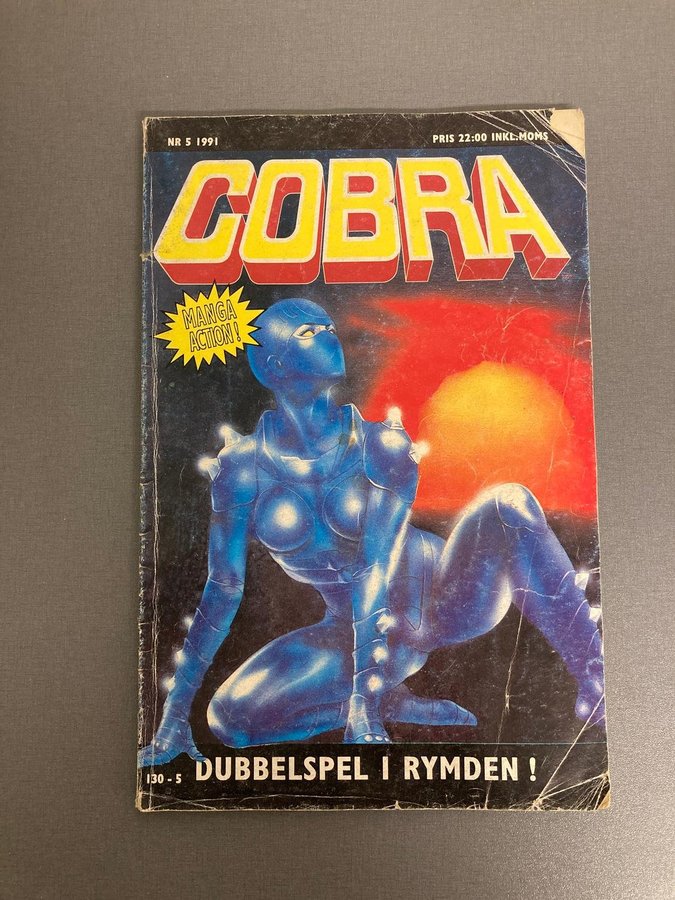 NR 5 1991
PRIS 22:00 INKL.MOMS
COBRA
MANGA
ACTION!
130 - 5
DUBBELSPEL I RYMDEN !